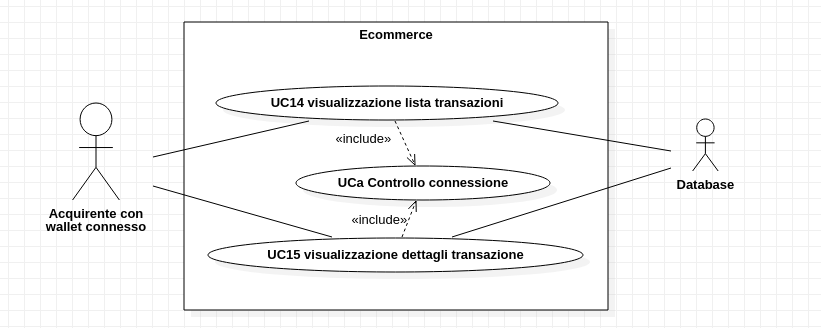 Ecommerce
UC14 visualizzazione lista transazioni
«include»
UCa Controllo connessione
Database
Acquirente con
wallet connesso
«include»
UC15 visualizzazione dettagli transazione